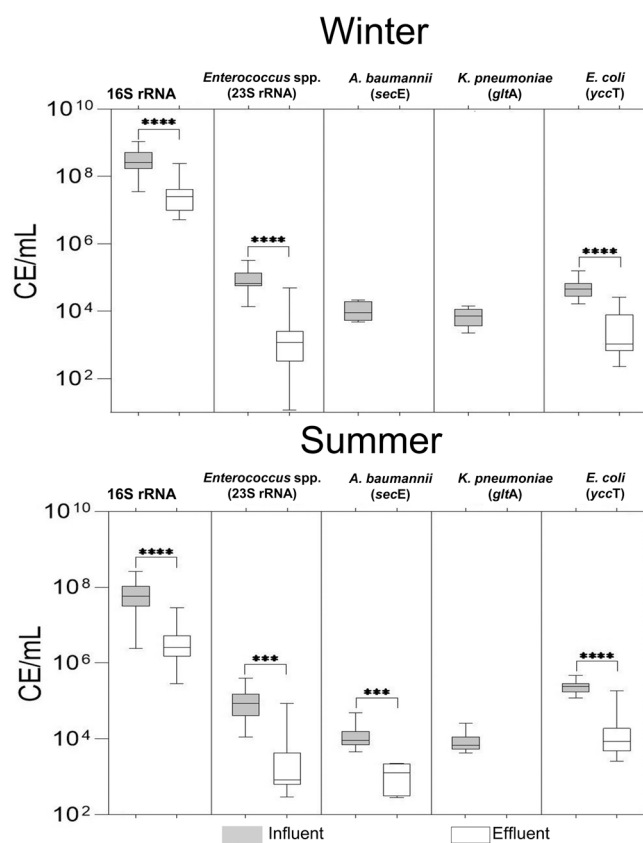 Winter
16S rRNA
Enterococcus spp.
(23S rRNA)
A. baumannii
(secE)
K. pneumoniae
(gltA)
E. coli
(yccT)
CE/mL
10^10
10^8
10^6
10^4
10^2
****
****
****
Summer
16S rRNA
Enterococcus spp.
(23S rRNA)
A. baumannii
(secE)
K. pneumoniae
(gltA)
E. coli
(yccT)
CE/mL
10^10
10^8
10^6
10^4
10^2
****
***
***
****
Influent
Effluent